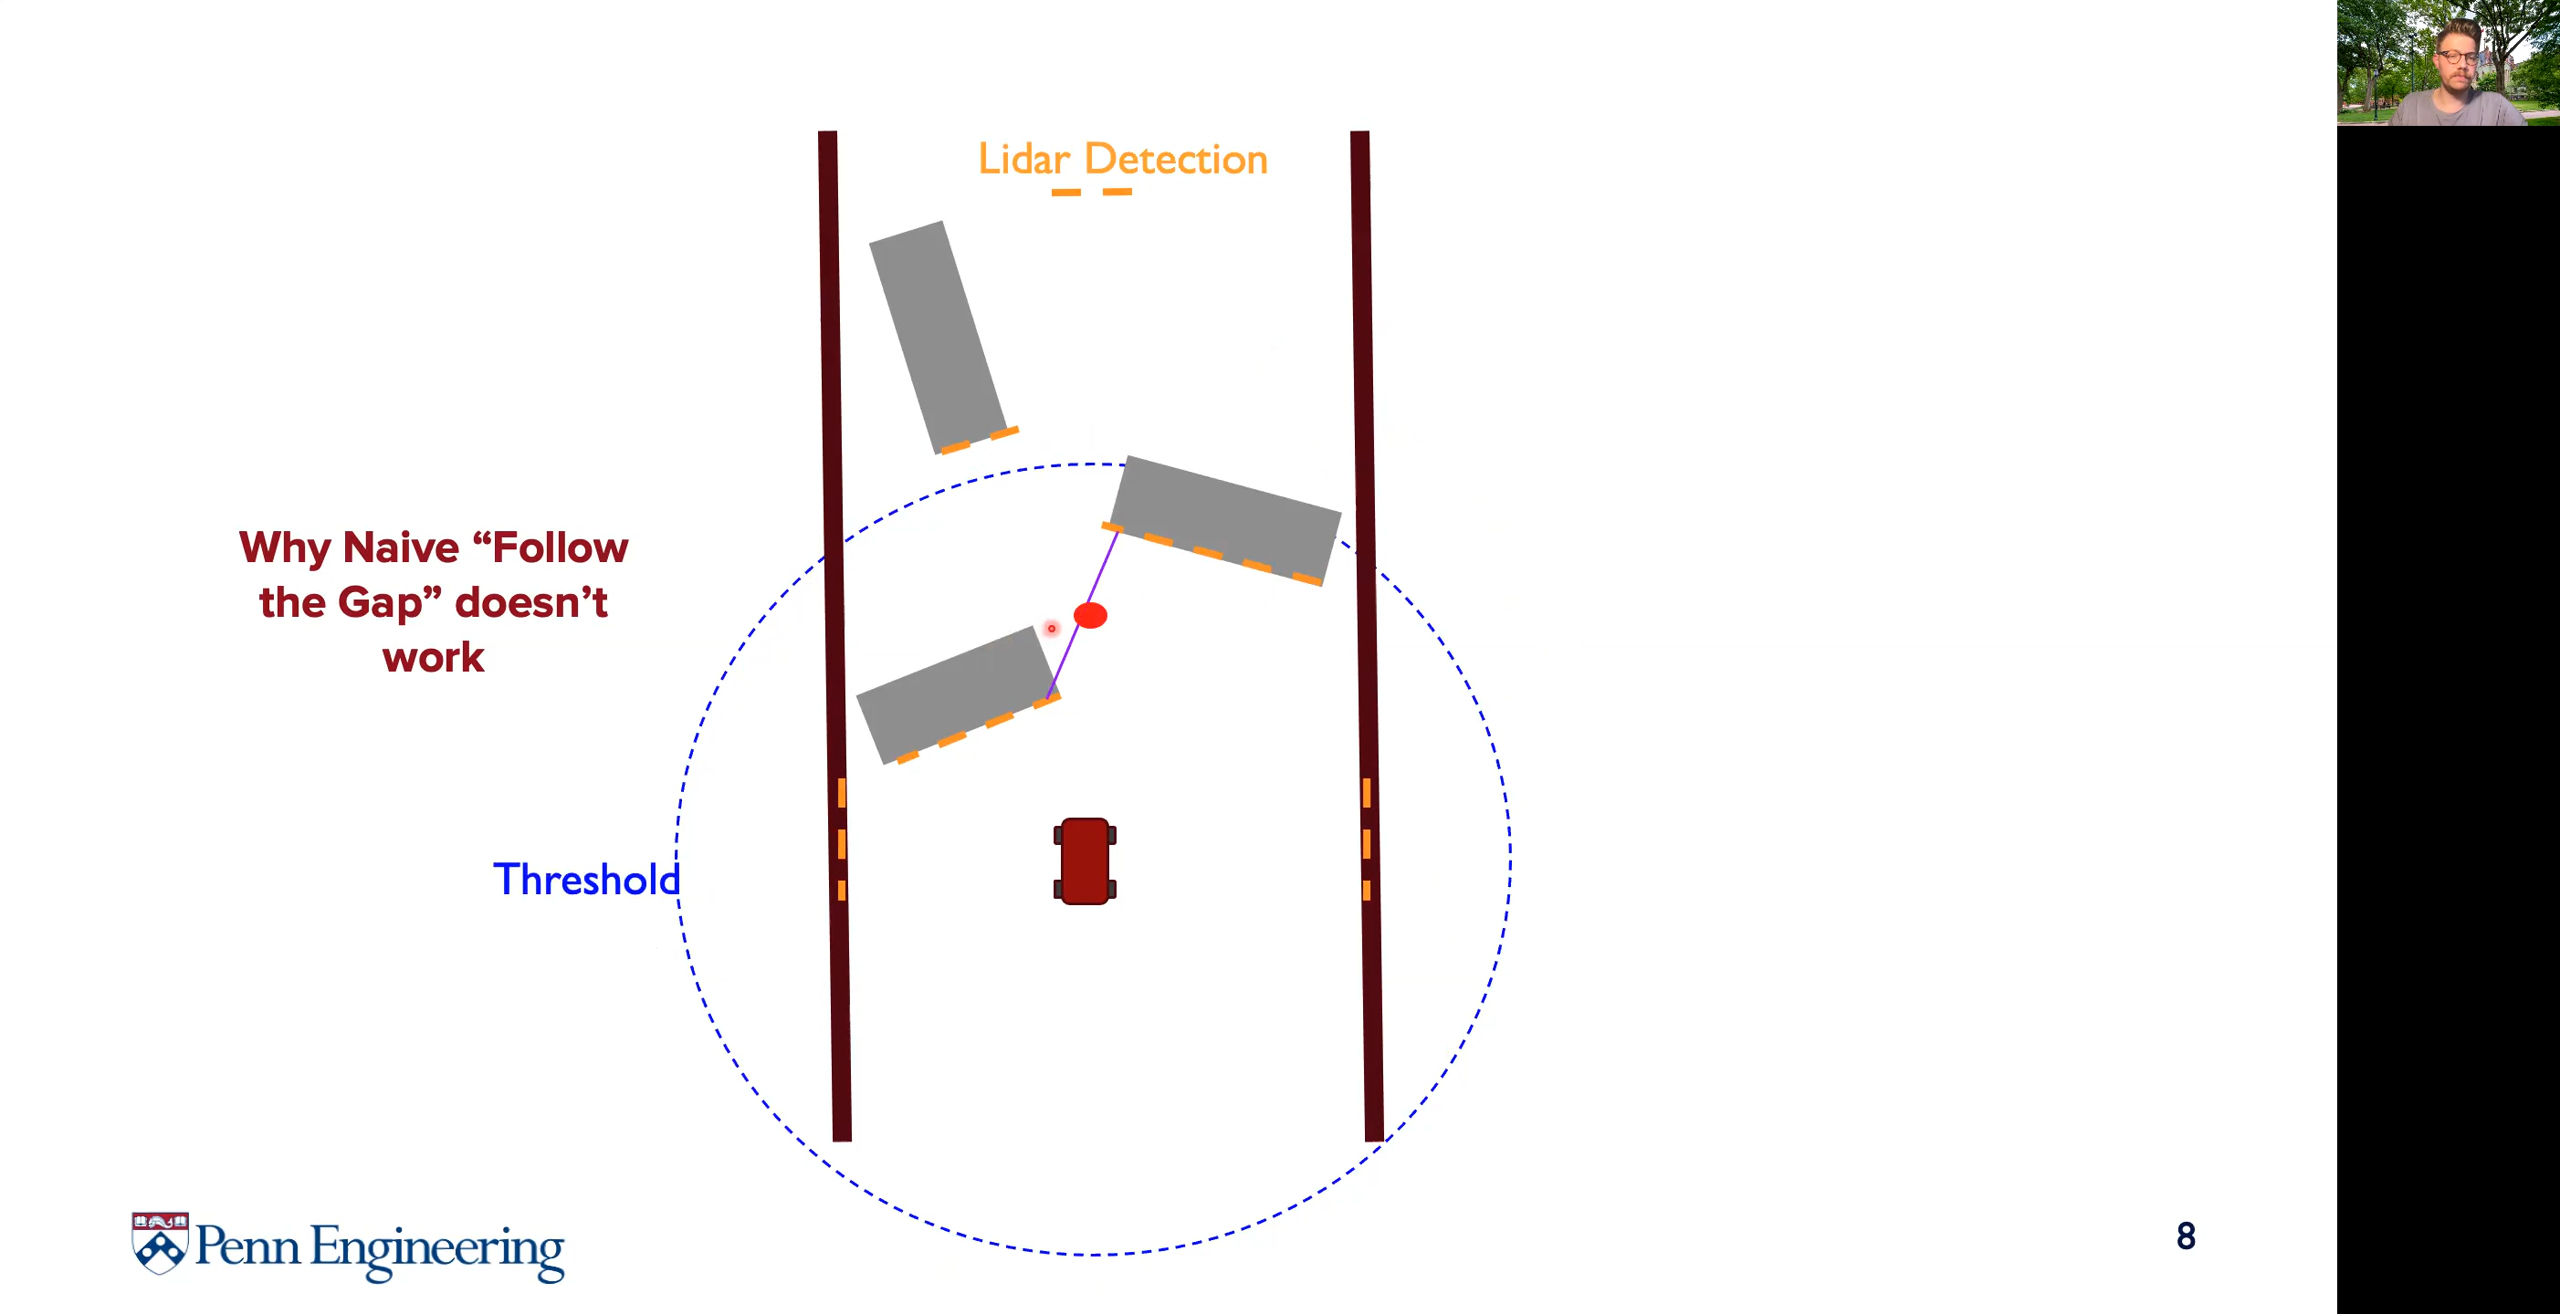 Lidar Detection
Why Naive “Follow
the Gap” doesn’t
work
Threshold
Penn Engineering
8